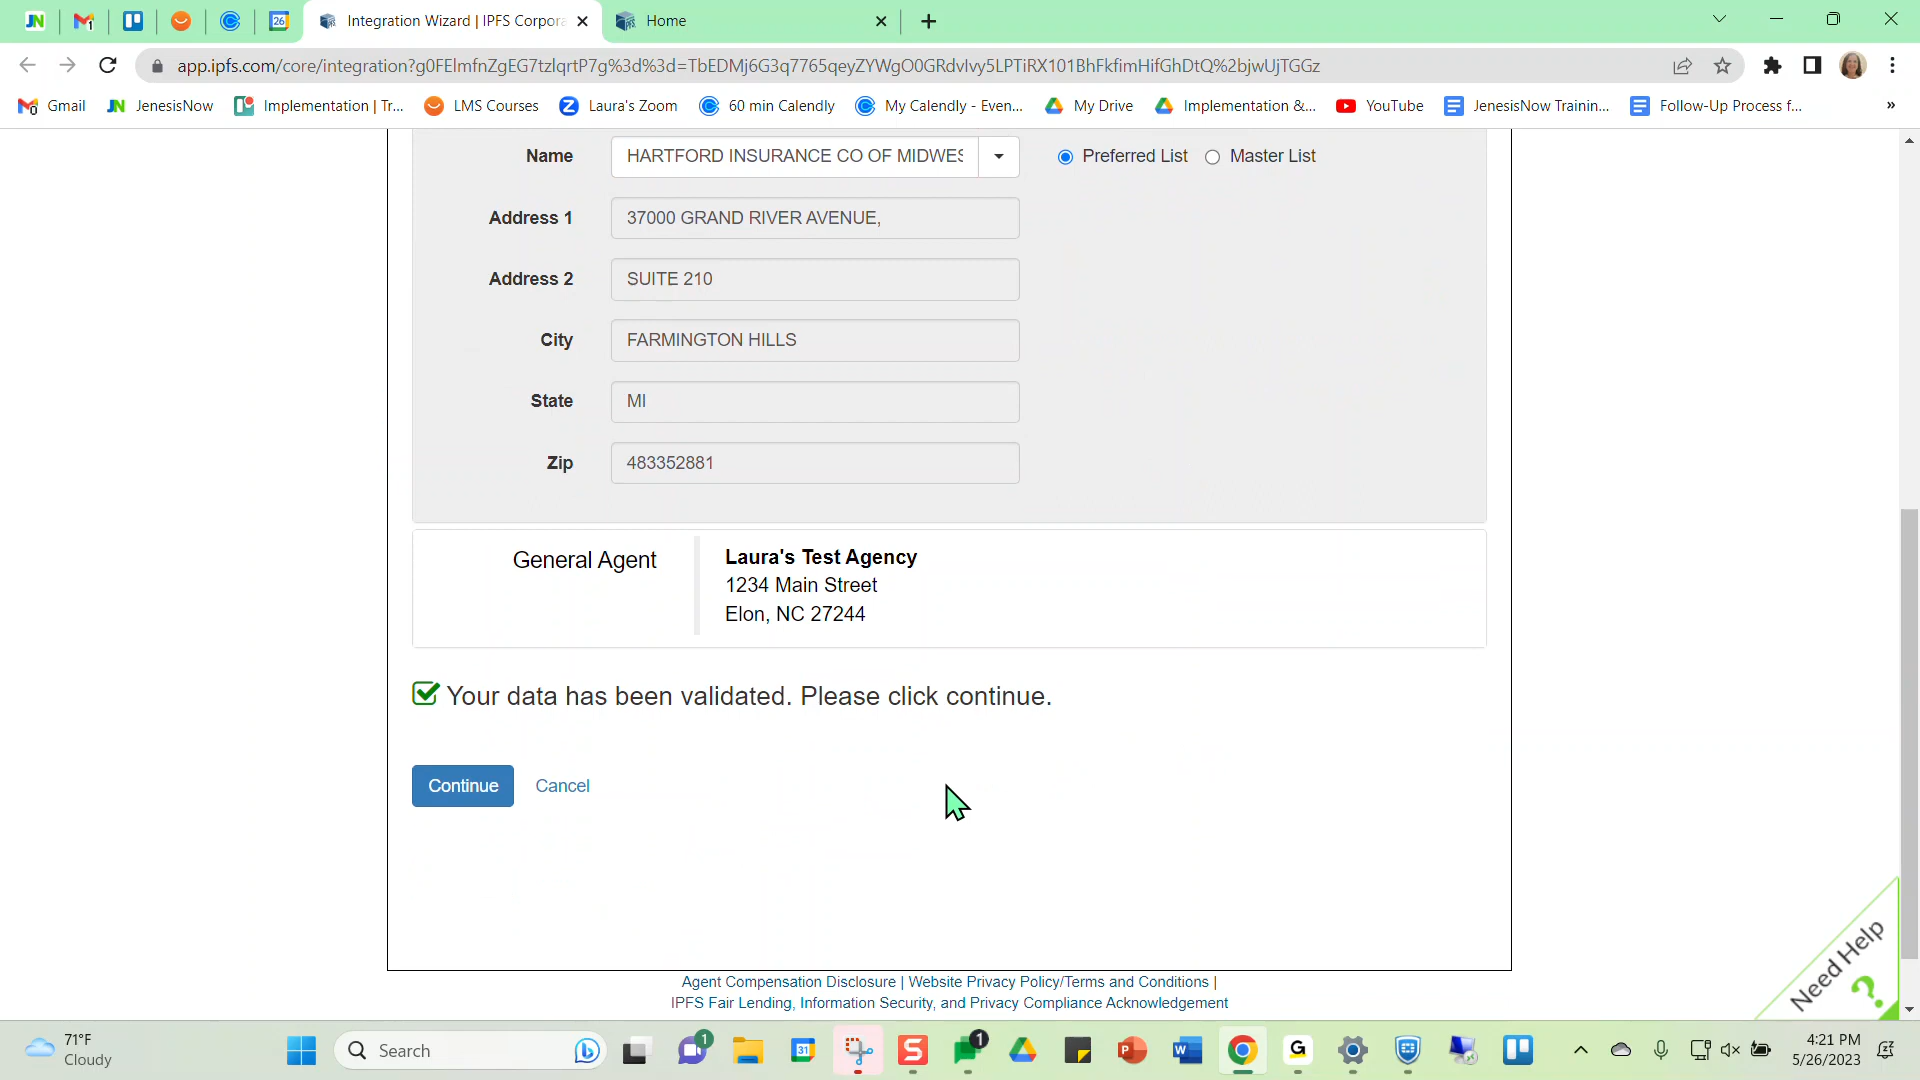 Integration Wizard | IPFS Corpora
Home
app.ipfs.com/core/integration?g0FElmfnZgEG7tzlqrtP7g%3d%3d=TbEDMj6G3q7765qeyZYWgO0GRdvlvy5LPTiRX101BhFkfimHifGhDtQ%2bjwUjTGGz
Gmail
JenesisNow
Implementation | Tr...
LMS Courses
Laura's Zoom
60 min Calendly
My Calendly - Even...
My Drive
Implementation &...
YouTube
JenesisNow Trainin...
Follow-Up Process f...
»
Name
HARTFORD INSURANCE CO OF MIDWES
Preferred List
Master List
Address 1
37000 GRAND RIVER AVENUE,
Address 2
SUITE 210
City
FARMINGTON HILLS
State
MI
Zip
483352881
General Agent
Laura's Test Agency
1234 Main Street
Elon, NC 27244
Your data has been validated. Please click continue.
Continue
Cancel
Need Help
?
Agent Compensation Disclosure | Website Privacy Policy/Terms and Conditions |
IPFS Fair Lending, Information Security, and Privacy Compliance Acknowledgement
71°F
Cloudy
Search
4:21 PM
5/26/2023